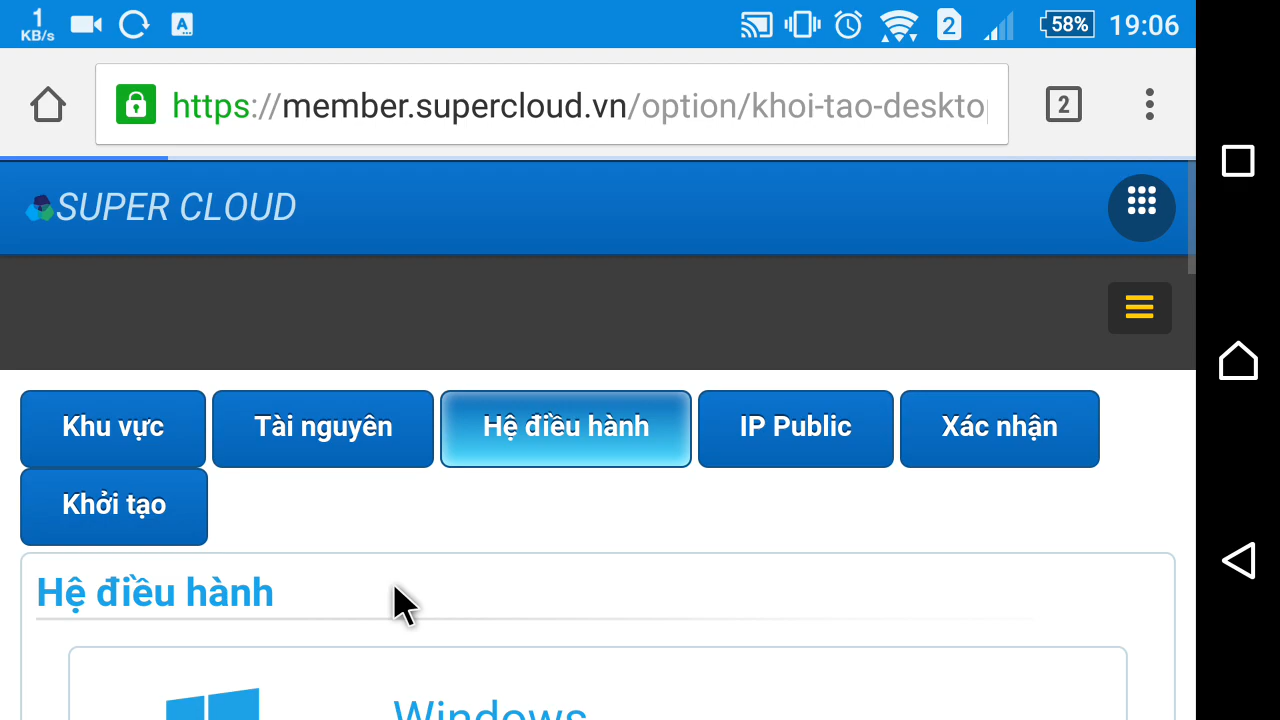 1
KB/s
A
2
58%
19:06
https://member.supercloud.vn/option/khoi-tao-deskto
2
SUPER CLOUD
Khu vực
Tài nguyên
Hệ điều hành
IP Public
Xác nhận
Khởi tạo
Hệ điều hành
Windows